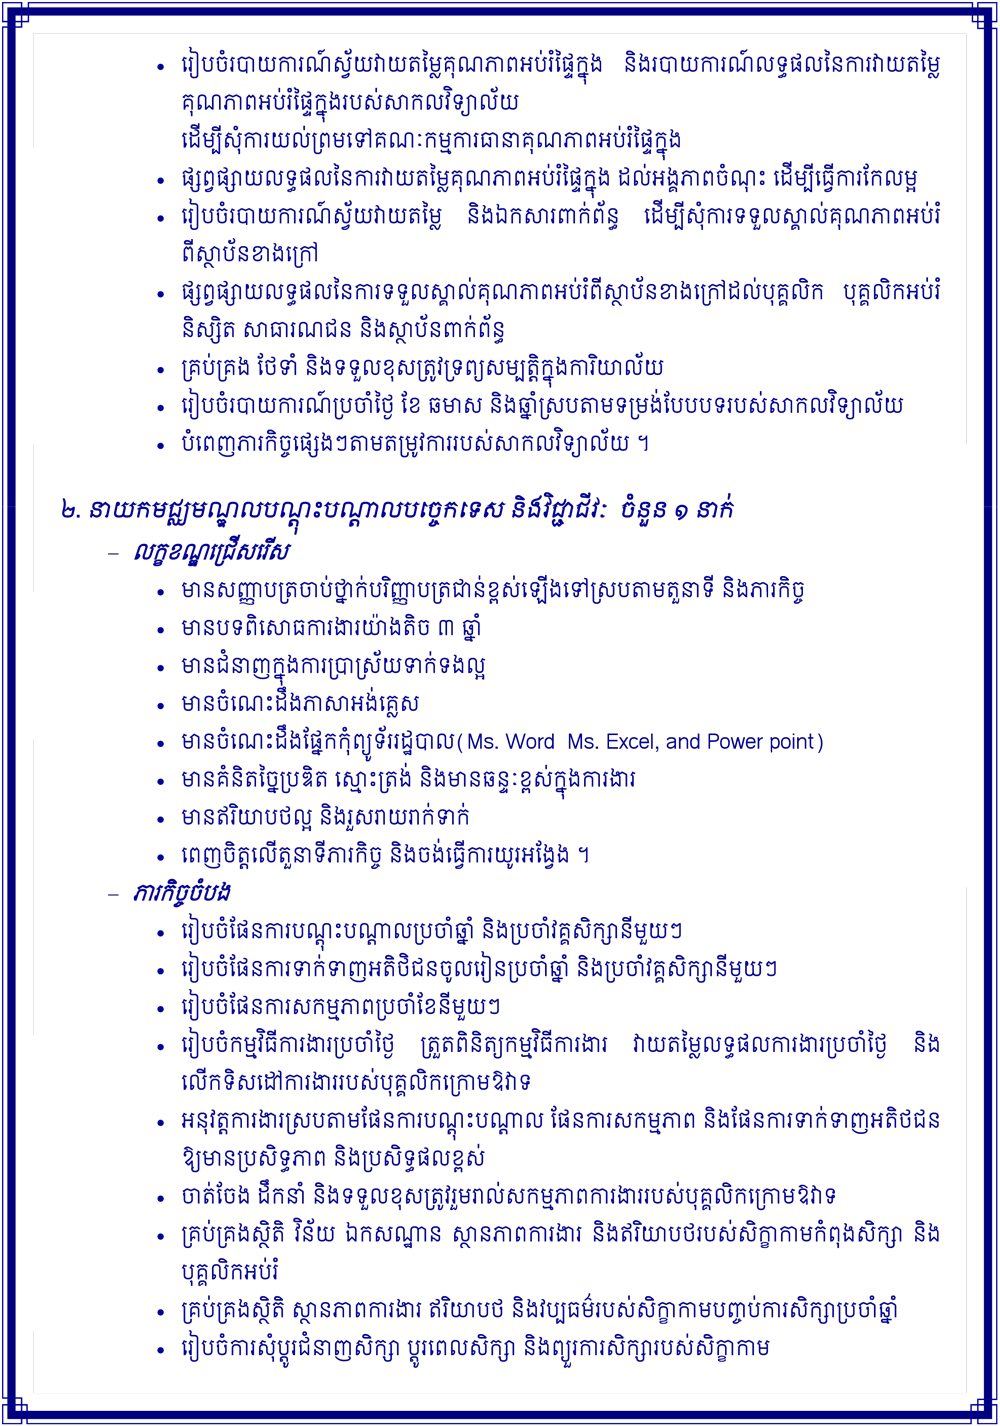 • រៀបចំរបាយការណ៍ស្វ័យវាយតម្លៃគុណភាពអប់រំផ្ទៃក្នុង និងរបាយការណ៍លទ្ធផលនៃការវាយតម្លៃ
គុណភាពអប់រំផ្ទៃក្នុងរបស់សាកលវិទ្យាល័យ
ដើម្បីសុំការយល់ព្រមទៅគណៈកម្មការធានាគុណភាពអប់រំផ្ទៃក្នុង
• ផ្សព្វផ្សាយលទ្ធផលនៃការវាយតម្លៃគុណភាពអប់រំផ្ទៃក្នុង ដល់អង្គភាពចំណុះ ដើម្បីធ្វើការកែលម្អ
• រៀបចំរបាយការណ៍ស្វ័យវាយតម្លៃ និងឯកសារពាក់ព័ន្ធ ដើម្បីសុំការទទួលស្គាល់គុណភាពអប់រំ
ពីស្ថាប័នខាងក្រៅ
• ផ្សព្វផ្សាយលទ្ធផលនៃការទទួលស្គាល់គុណភាពអប់រំពីស្ថាប័នខាងក្រៅដល់បុគ្គលិក បុគ្គលិកអប់រំ
និស្សិត សាធារណជន និងស្ថាប័នពាក់ព័ន្ធ
• គ្រប់គ្រង ថែទាំ និងទទួលខុសត្រូវទ្រព្យសម្បត្តិក្នុងការិយាល័យ
• រៀបចំរបាយការណ៍ប្រចាំថ្ងៃ ខែ ឆមាស និងឆ្នាំស្របតាមទម្រង់បែបបទរបស់សាកលវិទ្យាល័យ
• បំពេញភារកិច្ចផ្សេងៗតាមតម្រូវការរបស់សាកលវិទ្យាល័យ ។
២. នាយកមជ្ឈមណ្ឌលបណ្តុះបណ្តាលបច្ចេកទេស និងវិជ្ជាជីវៈ ចំនួន ១ នាក់
– លក្ខខណ្ឌជ្រើសរើស
• មានសញ្ញាបត្រចាប់ថ្នាក់បរិញ្ញាបត្រជាន់ខ្ពស់ឡើងទៅស្របតាមតួនាទី និងភារកិច្ច
• មានបទពិសោធការងារយ៉ាងតិច ៣ ឆ្នាំ
• មានជំនាញក្នុងការប្រាស្រ័យទាក់ទងល្អ
• មានចំណេះដឹងភាសាអង់គ្លេស
• មានចំណេះដឹងផ្នែកកុំព្យូទ័ររដ្ឋបាល(Ms. Word Ms. Excel, and Power point)
• មានគំនិតច្នៃប្រឌិត ស្មោះត្រង់ និងមានឆន្ទៈខ្ពស់ក្នុងការងារ
• មានឥរិយាបថល្អ និងរួសរាយរាក់ទាក់
• ពេញចិត្តលើតួនាទីភារកិច្ច និងចង់ធ្វើការយូរអង្វែង ។
– ភារកិច្ចចំបង
• រៀបចំផែនការបណ្តុះបណ្តាលប្រចាំឆ្នាំ និងប្រចាំវគ្គសិក្សានីមួយៗ
• រៀបចំផែនការទាក់ទាញអតិថិជនចូលរៀនប្រចាំឆ្នាំ និងប្រចាំវគ្គសិក្សានីមួយៗ
• រៀបចំផែនការសកម្មភាពប្រចាំខែនីមួយៗ
• រៀបចំកម្មវិធីការងារប្រចាំថ្ងៃ ត្រួតពិនិត្យកម្មវិធីការងារ វាយតម្លៃលទ្ធផលការងារប្រចាំថ្ងៃ និង
លើកទិសដៅការងាររបស់បុគ្គលិកក្រោមឱវាទ
• អនុវត្តការងារស្របតាមផែនការបណ្តុះបណ្តាល ផែនការសកម្មភាព និងផែនការទាក់ទាញអតិថជន
ឱ្យមានប្រសិទ្ធភាព និងប្រសិទ្ធផលខ្ពស់
• ចាត់ចែង ដឹកនាំ និងទទួលខុសត្រូវរួមរាល់សកម្មភាពការងាររបស់បុគ្គលិកក្រោមឱវាទ
• គ្រប់គ្រងស្ថិតិ វិន័យ ឯកសណ្ឋាន ស្ថានភាពការងារ និងឥរិយាបថរបស់សិក្ខាកាមកំពុងសិក្សា និង
បុគ្គលិកអប់រំ
• គ្រប់គ្រងស្ថិតិ ស្ថានភាពការងារ ឥរិយាបថ និងវប្បធម៌របស់សិក្ខាកាមបញ្ចប់ការសិក្សាប្រចាំឆ្នាំ
• រៀបចំការសុំប្តូរជំនាញសិក្សា ប្តូរពេលសិក្សា និងព្យួរការសិក្សារបស់សិក្ខាកាម